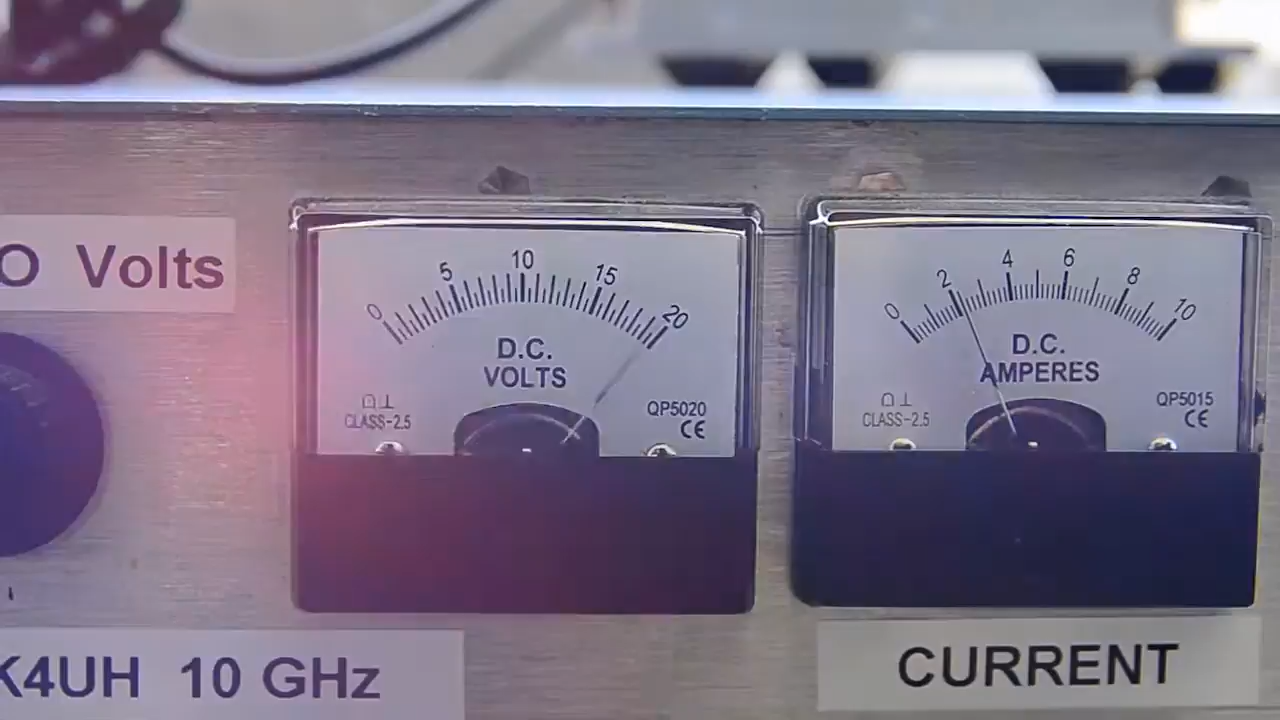 O Volts
0 5 10 15 20
D.C.
VOLTS
Ω ⊥
CLASS-2.5
QP5020
CE
0 2 4 6 8 10
D.C.
AMPERES
Ω ⊥
CLASS-2.5
QP5015
CE
K4UH 10 GHz
CURRENT